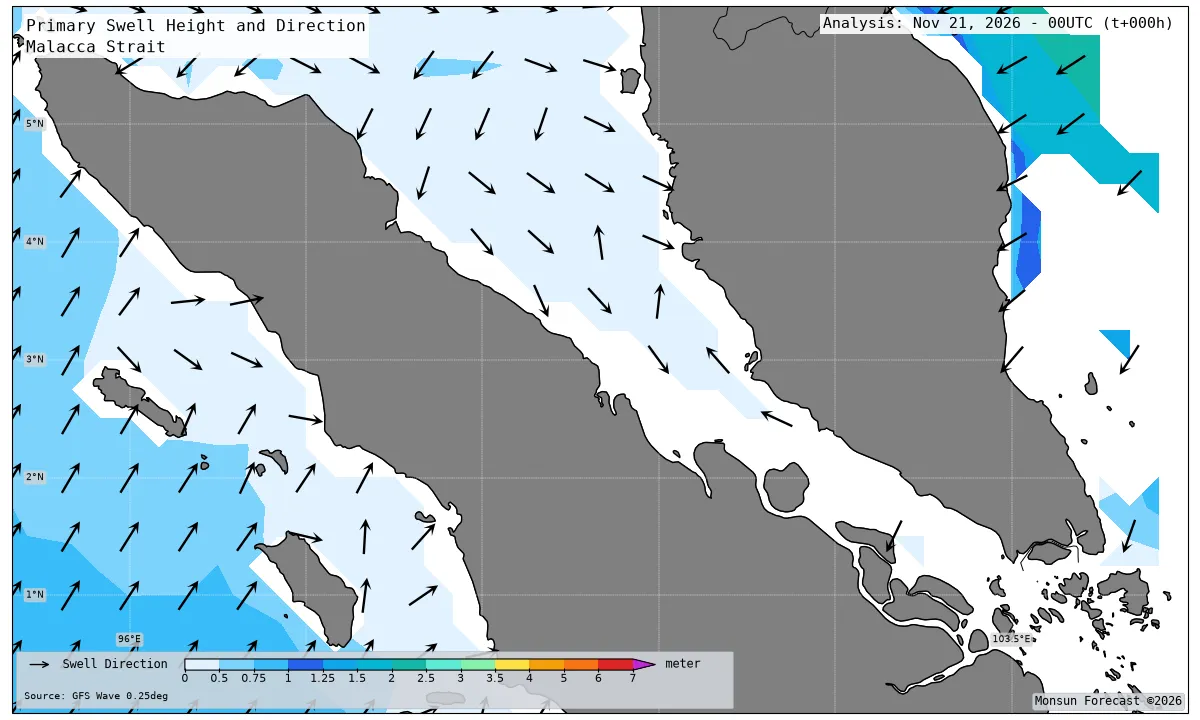 Primary Swell Height and Direction
Malacca Strait
Analysis: Nov 21, 2026 - 00UTC (t+000h)
5°N
4°N
3°N
2°N
1°N
96°E
103.5°E
Swell Direction
meter
0 0.5 0.75 1 1.25 1.5 2 2.5 3 3.5 4 5 6 7
Source: GFS Wave 0.25deg
Monsun Forecast ©2026